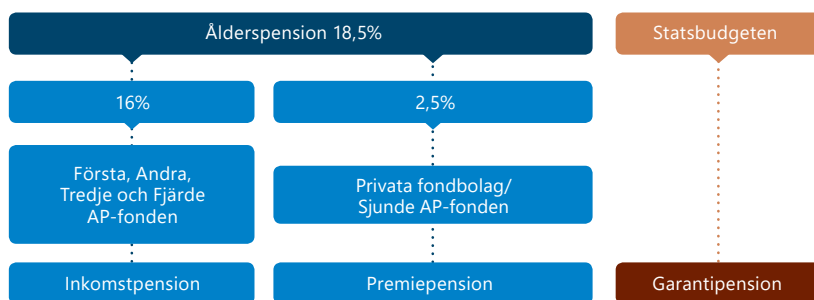 Ålderspension 18,5%
Statsbudgeten
16%
2,5%
Första, Andra,
Tredje och Fjärde
AP-fonden
Privata fondbolag/
Sjunde AP-fonden
Inkomstpension
Premiepension
Garantipension